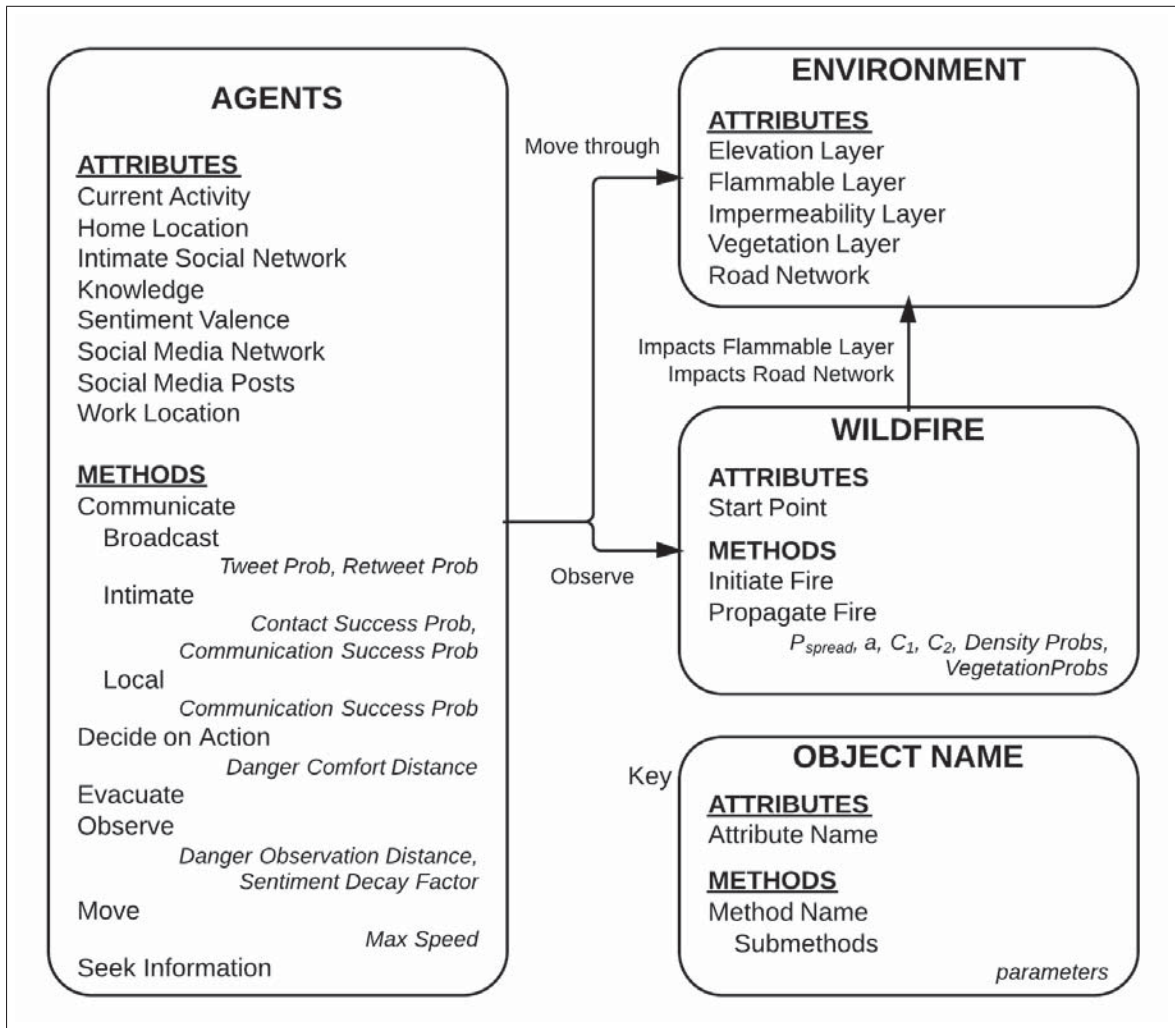 AGENTS
ATTRIBUTES
Current Activity
Home Location
Intimate Social Network
Knowledge
Sentiment Valence
Social Media Network
Social Media Posts
Work Location
METHODS
Communicate
Broadcast
Tweet Prob, Retweet Prob
Intimate
Contact Success Prob,
Communication Success Prob
Local
Communication Success Prob
Decide on Action
Danger Comfort Distance
Evacuate
Observe
Danger Observation Distance,
Sentiment Decay Factor
Move
Max Speed
Seek Information
Move through
Observe
ENVIRONMENT
ATTRIBUTES
Elevation Layer
Flammable Layer
Impermeability Layer
Vegetation Layer
Road Network
Impacts Flammable Layer
Impacts Road Network
WILDFIRE
ATTRIBUTES
Start Point
METHODS
Initiate Fire
Propagate Fire
Pspread, a, C1, C2, Density Probs,
VegetationProbs
Key
OBJECT NAME
ATTRIBUTES
Attribute Name
METHODS
Method Name
Submethods
parameters